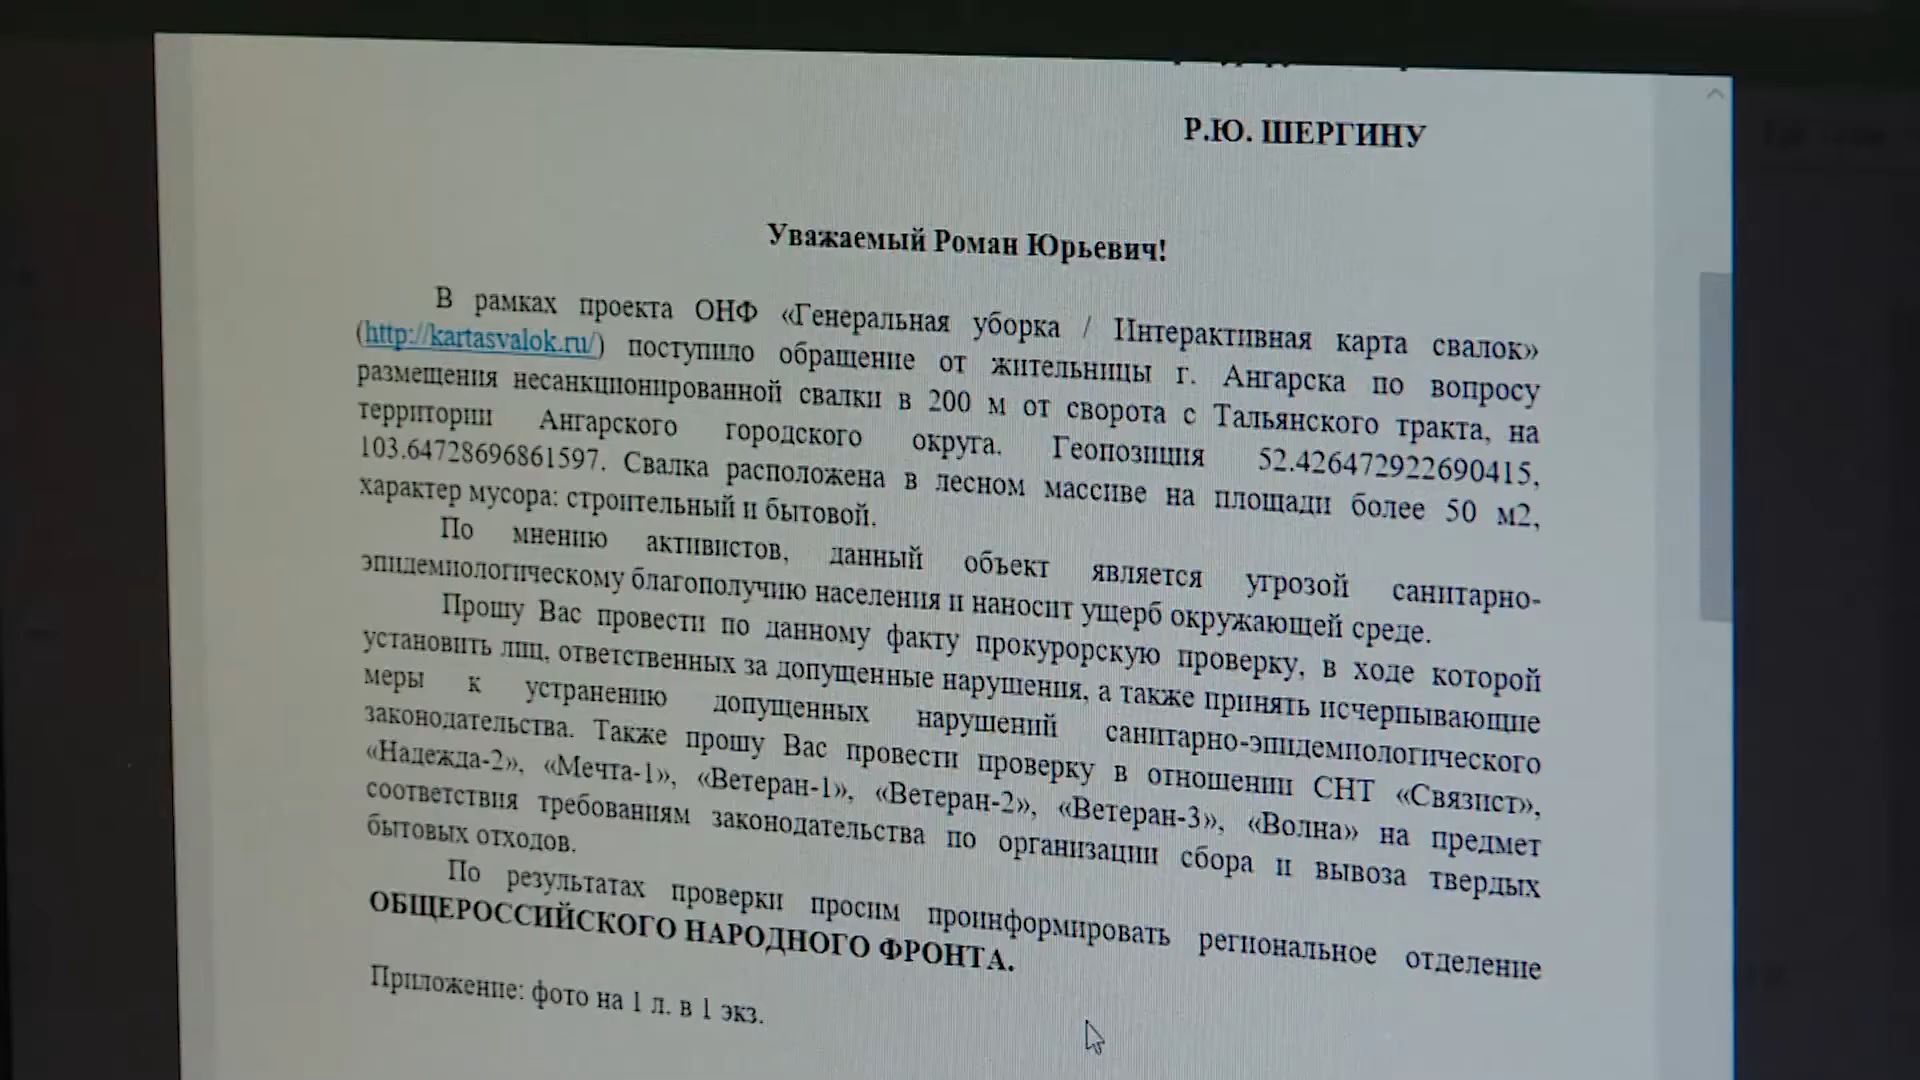 Р.Ю. ШЕРГИНУ
Уважаемый Роман Юрьевич!
В рамках проекта ОНФ «Генеральная уборка / Интерактивная карта свалок»
(http://kartasvalok.ru/) поступило обращение от жительницы г. Ангарска по вопросу
размещения несанкционированной свалки в 200 м от сворота с Тальянского тракта, на
территории Ангарского городского округа. Геопозиция 52.426472922690415,
103.64728696861597. Свалка расположена в лесном массиве на площади более 50 м2,
характер мусора: строительный и бытовой.
По мнению активистов, данный объект является угрозой санитарно-
эпидемиологическому благополучию населения и наносит ущерб окружающей среде.
Прошу Вас провести по данному факту прокурорскую проверку, в ходе которой
установить лиц, ответственных за допущенные нарушения, а также принять исчерпывающие
меры к устранению допущенных нарушений санитарно-эпидемиологического
законодательства. Также прошу Вас провести проверку в отношении СНТ «Связист»,
«Надежда-2», «Мечта-1», «Ветеран-1», «Ветеран-2», «Ветеран-3», «Волна» на предмет
соответствия требованиям законодательства по организации сбора и вывоза твердых
бытовых отходов.
По результатах проверки просим проинформировать региональное отделение
ОБЩЕРОССИЙСКОГО НАРОДНОГО ФРОНТА.
Приложение: фото на 1 л. в 1 экз.